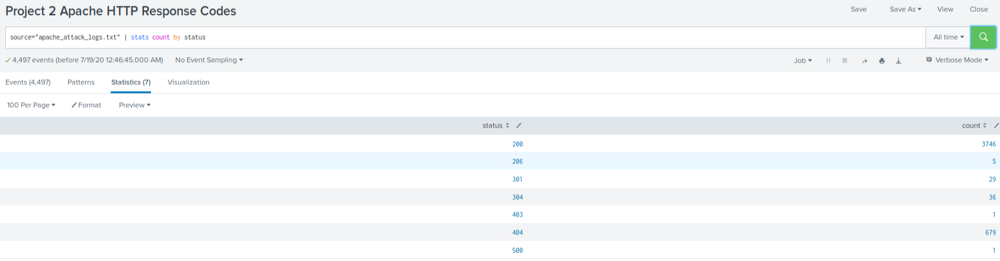 Project 2 Apache HTTP Response Codes
Save Save As View Close
source="apache_attack_logs.txt" | stats count by status All time
4,497 events (before 7/19/20 12:46:45.000 AM) No Event Sampling Job Verbose Mode
Events (4,497) Patterns Statistics (7) Visualization
100 Per Page Format Preview
status count
200 3746
206 5
301 29
304 36
403 1
404 679
500 1